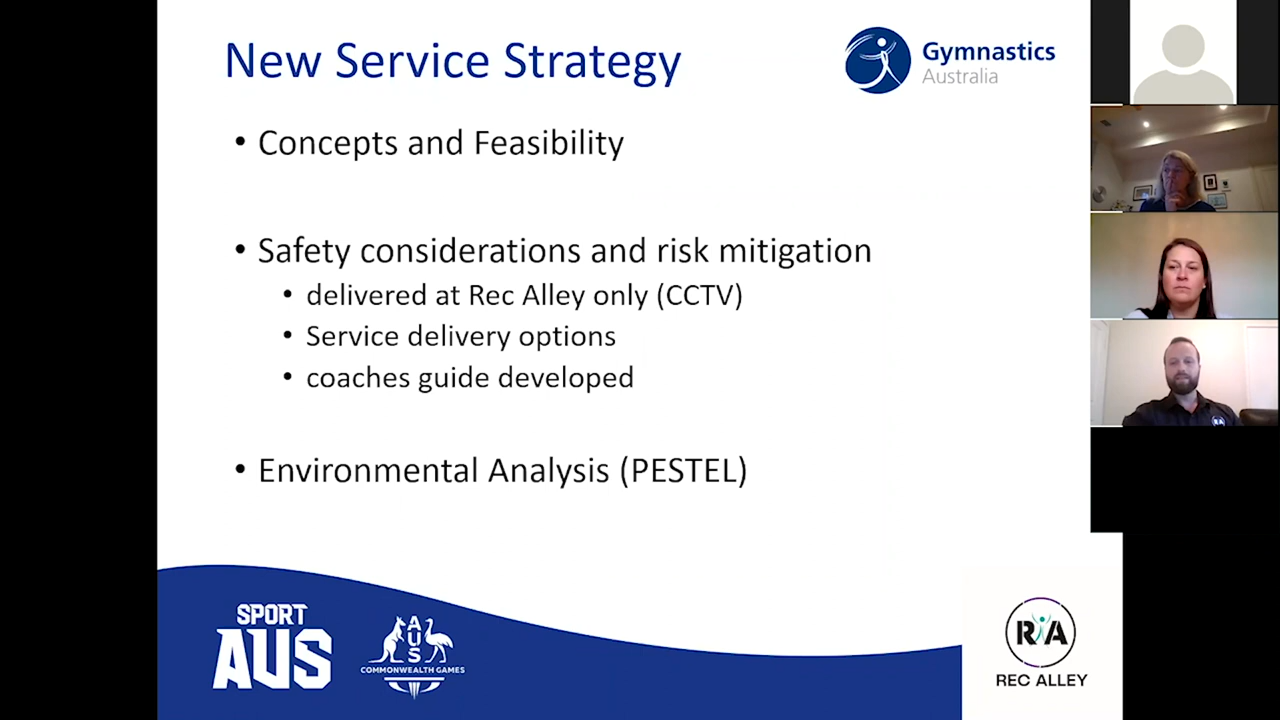 New Service Strategy
Gymnastics
Australia
• Concepts and Feasibility
• Safety considerations and risk mitigation
• delivered at Rec Alley only (CCTV)
• Service delivery options
• coaches guide developed
• Environmental Analysis (PESTEL)
SPORT
AUS
AUS
COMMONWEALTH GAMES
RA
REC ALLEY
RA